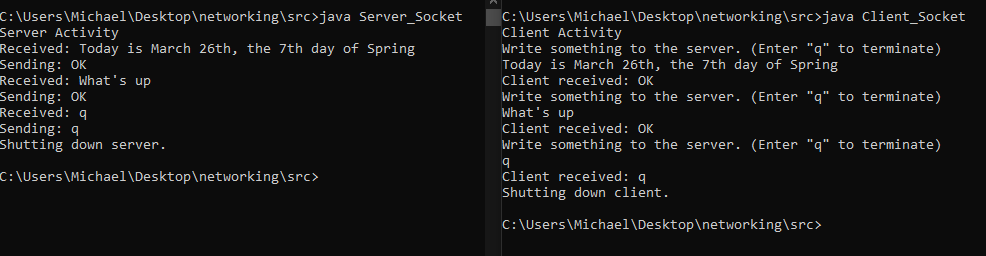 C:\Users\Michael\Desktop\networking\src>java Server_Socket
Server Activity
Received: Today is March 26th, the 7th day of Spring
Sending: OK
Received: What's up
Sending: OK
Received: q
Sending: q
Shutting down server.
C:\Users\Michael\Desktop\networking\src>
C:\Users\Michael\Desktop\networking\src>java Client_Socket
Client Activity
Write something to the server. (Enter "q" to terminate)
Today is March 26th, the 7th day of Spring
Client received: OK
Write something to the server. (Enter "q" to terminate)
What's up
Client received: OK
Write something to the server. (Enter "q" to terminate)
q
Client received: q
Shutting down client.
C:\Users\Michael\Desktop\networking\src>